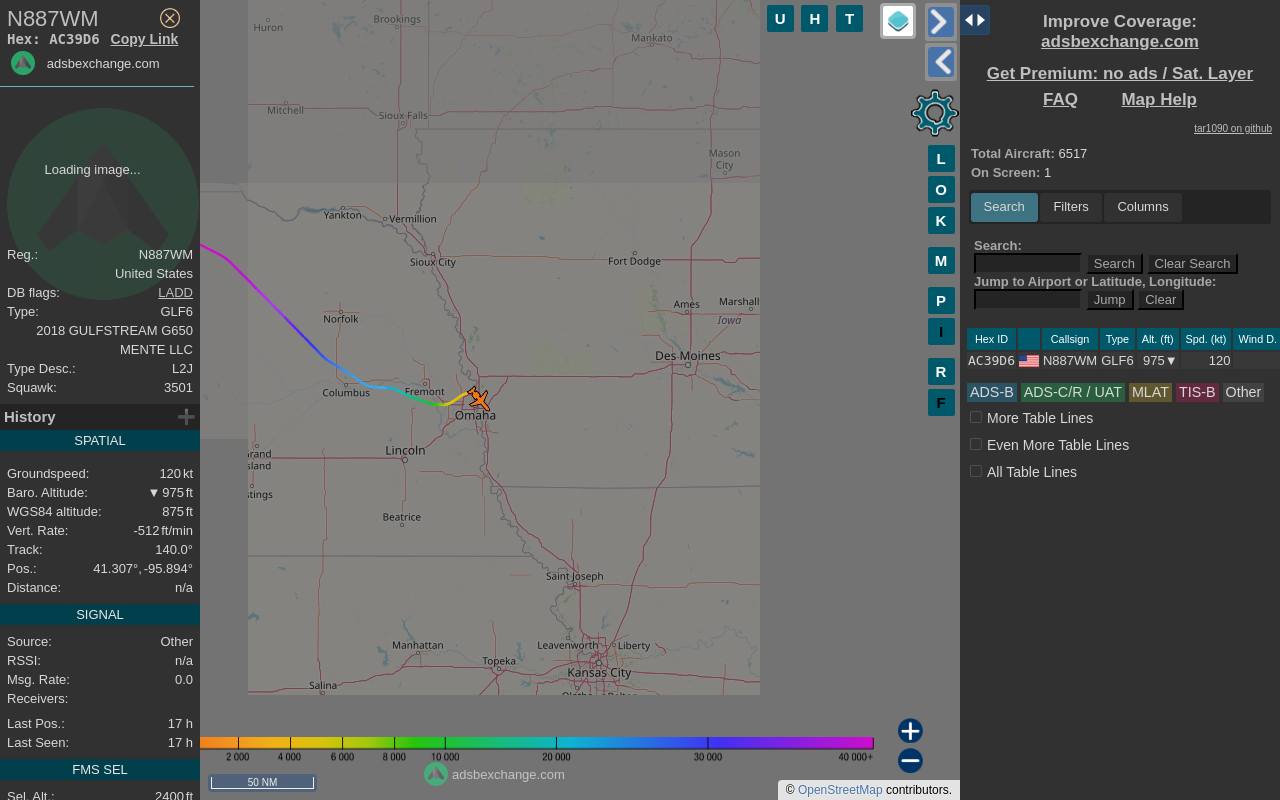 N887WM
Hex: AC39D6 Copy Link
adsbexchange.com
Loading image...
Reg.: N887WM
United States
DB flags: LADD
Type: GLF6
2018 GULFSTREAM G650
MENTE LLC
Type Desc.: L2J
Squawk: 3501
History
SPATIAL
Groundspeed: 120 kt
Baro. Altitude: ▼ 975 ft
WGS84 altitude: 875 ft
Vert. Rate: -512 ft/min
Track: 140.0°
Pos.: 41.307°, -95.894°
Distance: n/a
SIGNAL
Source: Other
RSSI: n/a
Msg. Rate: 0.0
Receivers:
Last Pos.: 17 h
Last Seen: 17 h
FMS SEL
Sel. Alt.: 2400 ft
Huron
Brookings
Mankato
Mitchell
Sioux Falls
Mason City
Yankton
Vermillion
Sioux City
Fort Dodge
Norfolk
Ames
Marshall
Iowa
Des Moines
Columbus
Fremont
Omaha
Lincoln
rand
sland
stings
Beatrice
Saint Joseph
Manhattan
Leavenworth
Liberty
Topeka
Kansas City
Salina
U H T
L
O
K
M
P
I
R
F
2 000 4 000 6 000 8 000 10 000 20 000 30 000 40 000+
50 NM
adsbexchange.com
© OpenStreetMap contributors.
Improve Coverage:
adsbexchange.com
Get Premium: no ads / Sat. Layer
FAQ Map Help
tar1090 on github
Total Aircraft: 6517
On Screen: 1
Search Filters Columns
Search:
Search Clear Search
Jump to Airport or Latitude, Longitude:
Jump Clear
Hex ID Callsign Type Alt. (ft) Spd. (kt) Wind D.
AC39D6 N887WM GLF6 975▼ 120
ADS-B ADS-C/R / UAT MLAT TIS-B Other
More Table Lines
Even More Table Lines
All Table Lines